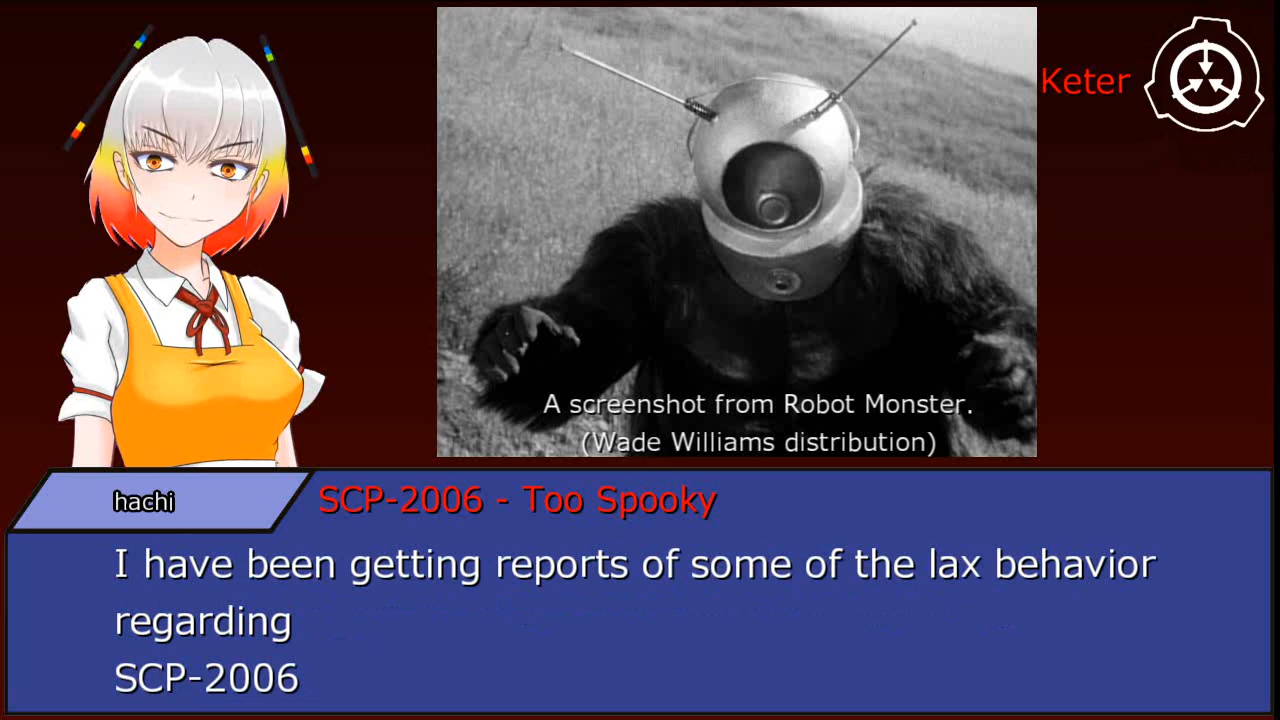 Keter
A screenshot from Robot Monster.
(Wade Williams distribution)
hachi
SCP-2006 - Too Spooky
I have been getting reports of some of the lax behavior
regarding
SCP-2006